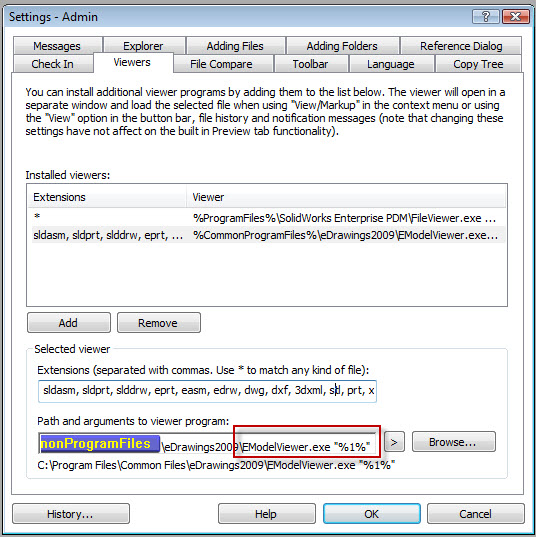 Settings - Admin
Messages Explorer Adding Files Adding Folders Reference Dialog
Check In Viewers File Compare Toolbar Language Copy Tree
You can install additional viewer programs by adding them to the list below. The viewer will open in a
separate window and load the selected file when using "View/Markup" in the context menu or using
the "View" option in the button bar, file history and notification messages (note that changing these
settings have not affect on the built in Preview tab functionality).
Installed viewers:
Extensions Viewer
* %ProgramFiles%\SolidWorks Enterprise PDM\FileViewer.exe ...
sldasm, sldprt, slddrw, eprt, ... %CommonProgramFiles%\eDrawings2009\EModelViewer.exe...
Add Remove
Selected viewer
Extensions (separated with commas. Use * to match any kind of file):
sldasm, sldprt, slddrw, eprt, easm, edrw, dwg, dxf, 3dxml, stl, prt, x
Path and arguments to viewer program:
nonProgramFiles \eDrawings2009\EModelViewer.exe "%1%" > Browse...
C:\Program Files\Common Files\eDrawings2009\EModelViewer.exe "%1%"
History... Help OK Cancel